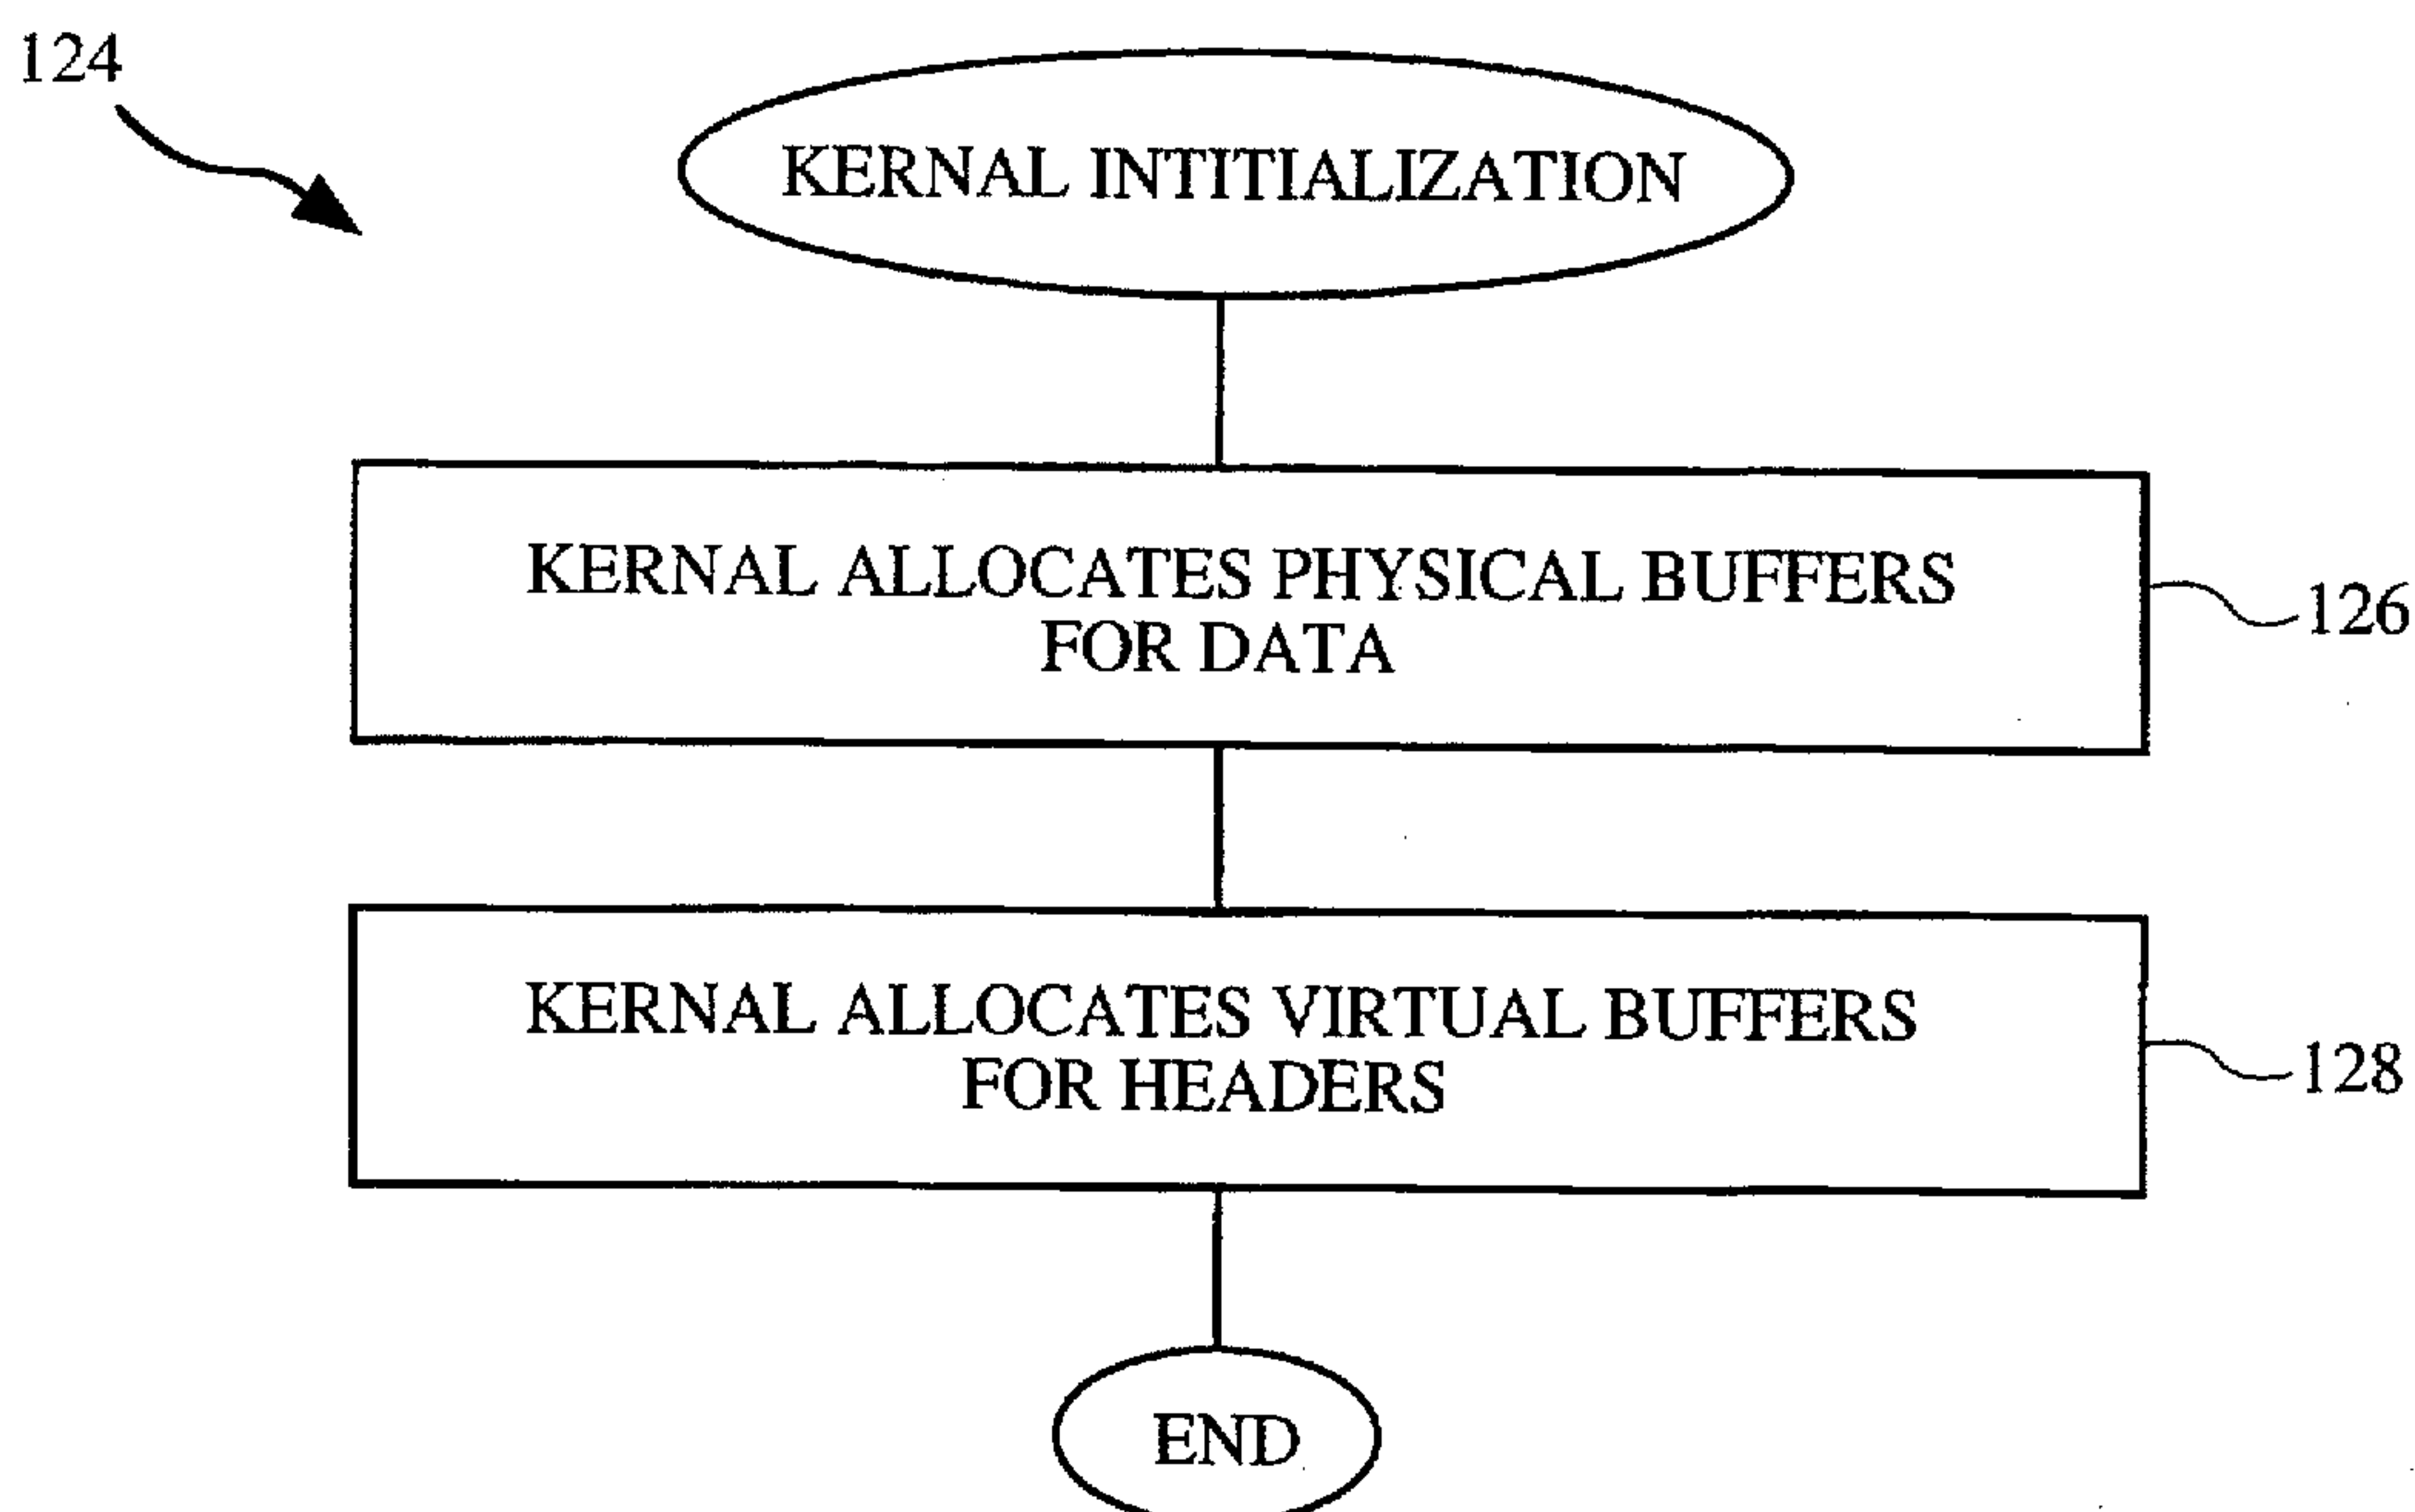 124
KERNAL INTITIALIZATION
KERNAL ALLOCATES PHYSICAL BUFFERS
FOR DATA
126
KERNAL ALLOCATES VIRTUAL BUFFERS
FOR HEADERS
128
END